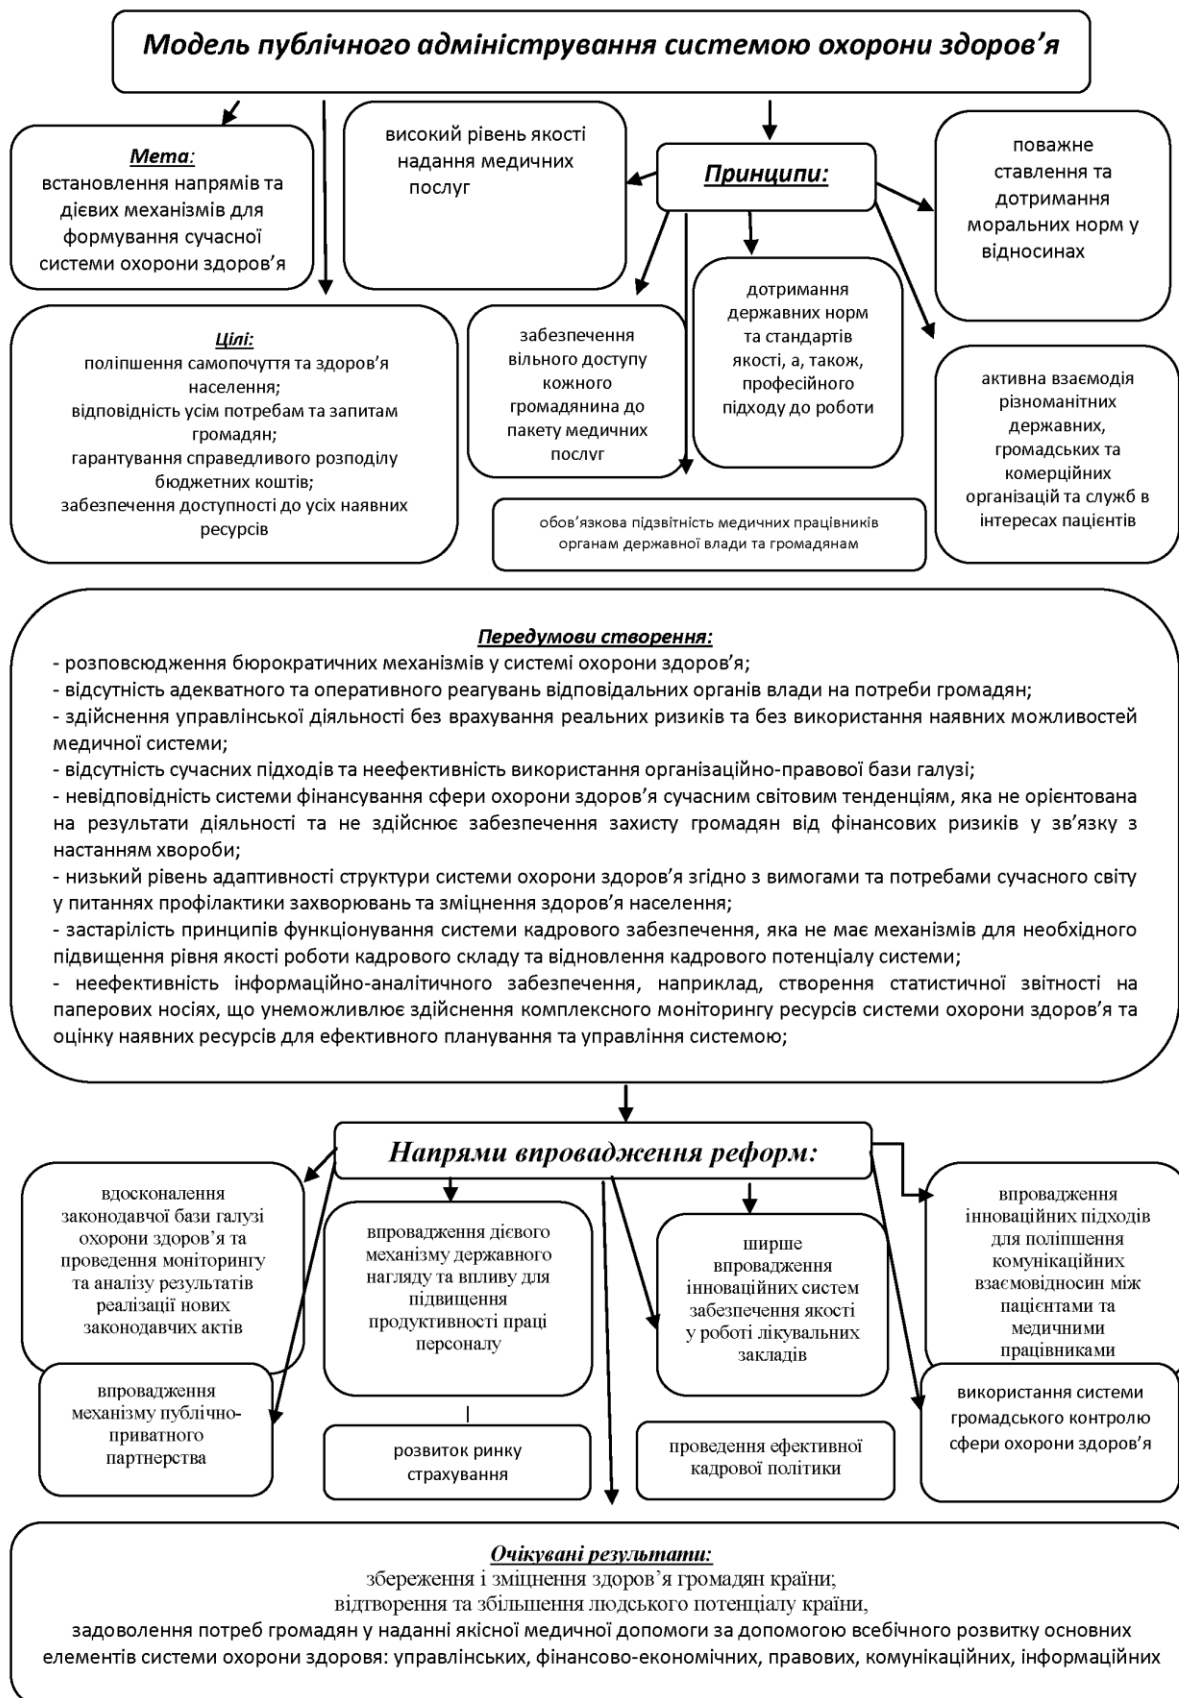 Модель публічного адміністрування системою охорони здоров’я
Мета:
встановлення напрямів та
дієвих механізмів для
формування сучасної
системи охорони здоров’я
високий рівень якості
надання медичних
послуг
Принципи:
поважне
ставлення та
дотримання
моральних норм у
відносинах
Цілі:
поліпшення самопочуття та здоров’я
населення;
відповідність усім потребам та запитам
громадян;
гарантування справедливого розподілу
бюджетних коштів;
забезпечення доступності до усіх наявних
ресурсів
забезпечення
вільного доступу
кожного
громадянина до
пакету медичних
послуг
дотримання
державних норм
та стандартів
якості, а, також,
професійного
підходу до роботи
активна взаємодія
різноманітних
державних,
громадських та
комерційних
організацій та служб в
інтересах пацієнтів
обов’язкова підзвітність медичних працівників
органам державної влади та громадянам
Передумови створення:
- розповсюдження бюрократичних механізмів у системі охорони здоров’я;
- відсутність адекватного та оперативного реагувань відповідальних органів влади на потреби громадян;
- здійснення управлінської діяльності без врахування реальних ризиків та без використання наявних можливостей
медичної системи;
- відсутність сучасних підходів та неефективність використання організаційно-правової бази галузі;
- невідповідність системи фінансування сфери охорони здоров’я сучасним світовим тенденціям, яка не орієнтована
на результати діяльності та не здійснює забезпечення захисту громадян від фінансових ризиків у зв’язку з
настанням хвороби;
- низький рівень адаптивності структури системи охорони здоров’я згідно з вимогами та потребами сучасного світу
у питаннях профілактики захворювань та зміцнення здоров’я населення;
- застарілість принципів функціонування системи кадрового забезпечення, яка не має механізмів для необхідного
підвищення рівня якості роботи кадрового складу та відновлення кадрового потенціалу системи;
- неефективність інформаційно-аналітичного забезпечення, наприклад, створення статистичної звітності на
паперових носіях, що унеможливлює здійснення комплексного моніторингу ресурсів системи охорони здоров’я та
оцінку наявних ресурсів для ефективного планування та управління системою;
Напрями впровадження реформ:
вдосконалення
законодавчої бази галузі
охорони здоров’я та
проведення моніторингу
та аналізу результатів
реалізації нових
законодавчих актів
впровадження дієвого
механізму державного
нагляду та впливу для
підвищення
продуктивності праці
персоналу
ширше
впровадження
інноваційних систем
забезпечення якості
у роботі лікувальних
закладів
впровадження
інноваційних підходів
для поліпшення
комунікаційних
взаємовідносин між
пацієнтами та
медичними
працівниками
впровадження
механізму публічно-
приватного
партнерства
розвиток ринку
страхування
проведення ефективної
кадрової політики
використання системи
громадського контролю
сфери охорони здоров’я
Очікувані результати:
збереження і зміцнення здоров’я громадян країни;
відтворення та збільшення людського потенціалу країни,
задоволення потреб громадян у наданні якісної медичної допомоги за допомогою всебічного розвитку основних
елементів системи охорони здоровя: управлінських, фінансово-економічних, правових, комунікаційних, інформаційних